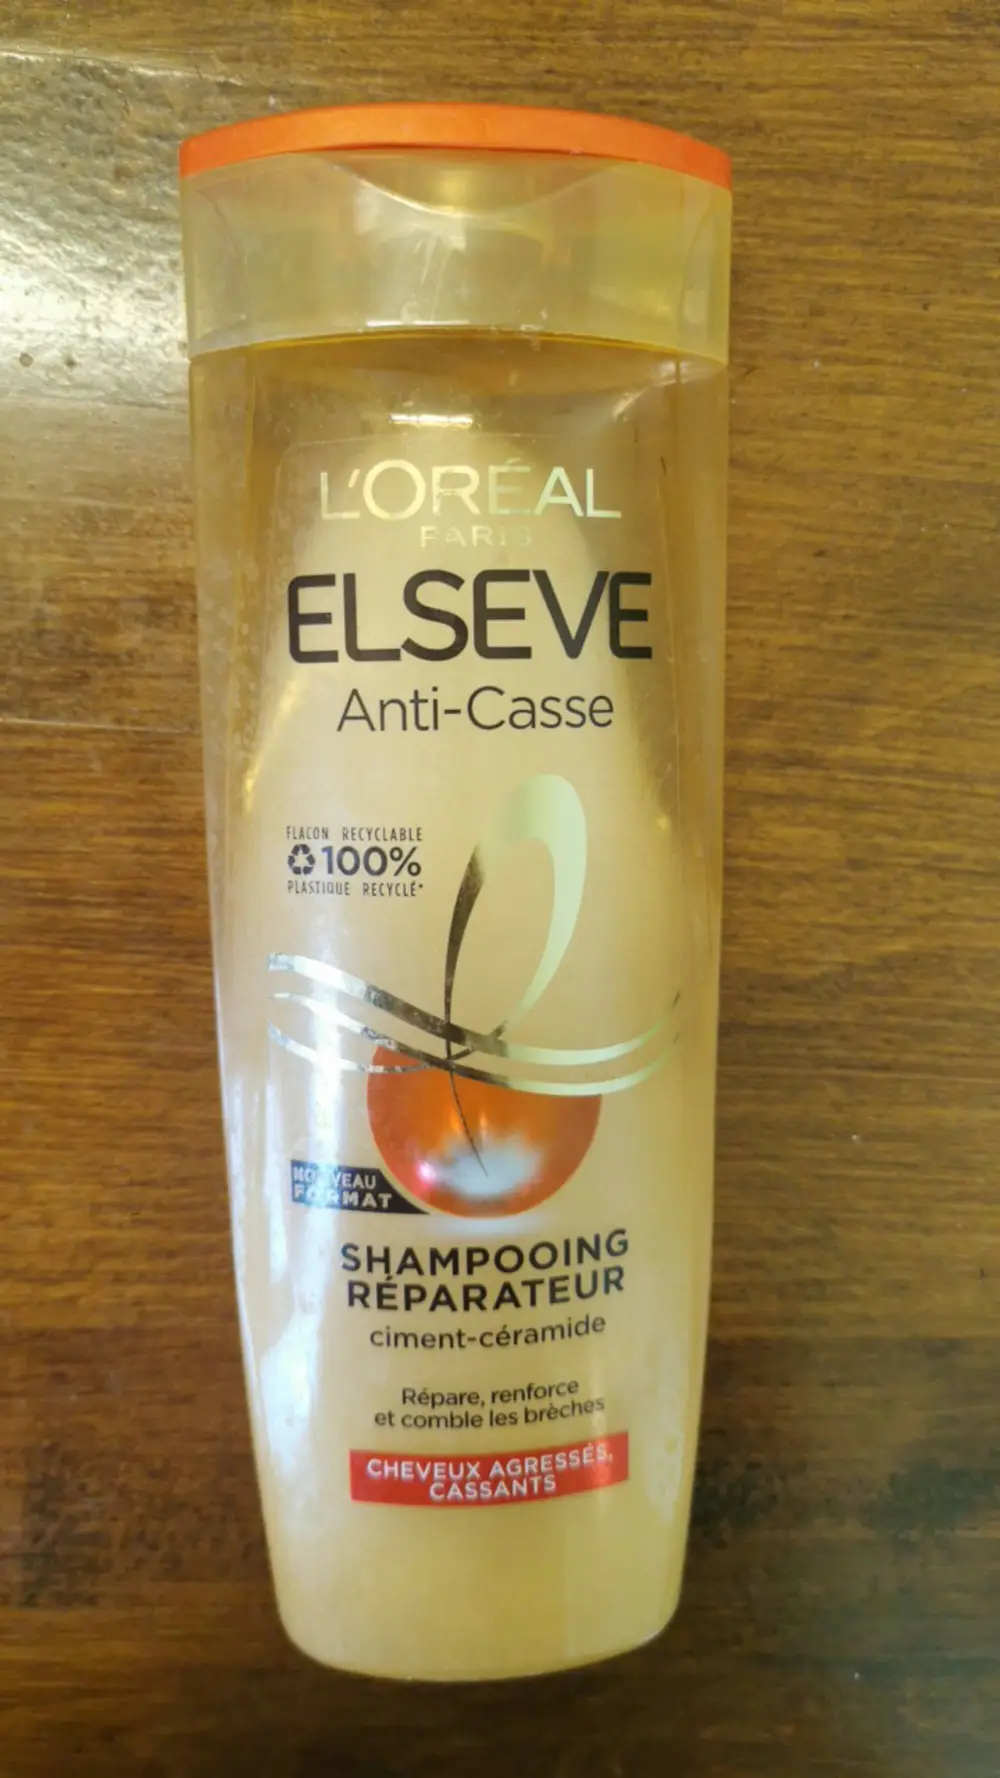 L'ORÉAL
PARIS
ELSEVE
Anti-Casse
FLACON RECYCLABLE
100%
PLASTIQUE RECYCLÉ*
NOUVEAU
FORMAT
SHAMPOOING
RÉPARATEUR
ciment-céramide
Répare, renforce
et comble les brèches
CHEVEUX AGRESSÉS,
CASSANTS